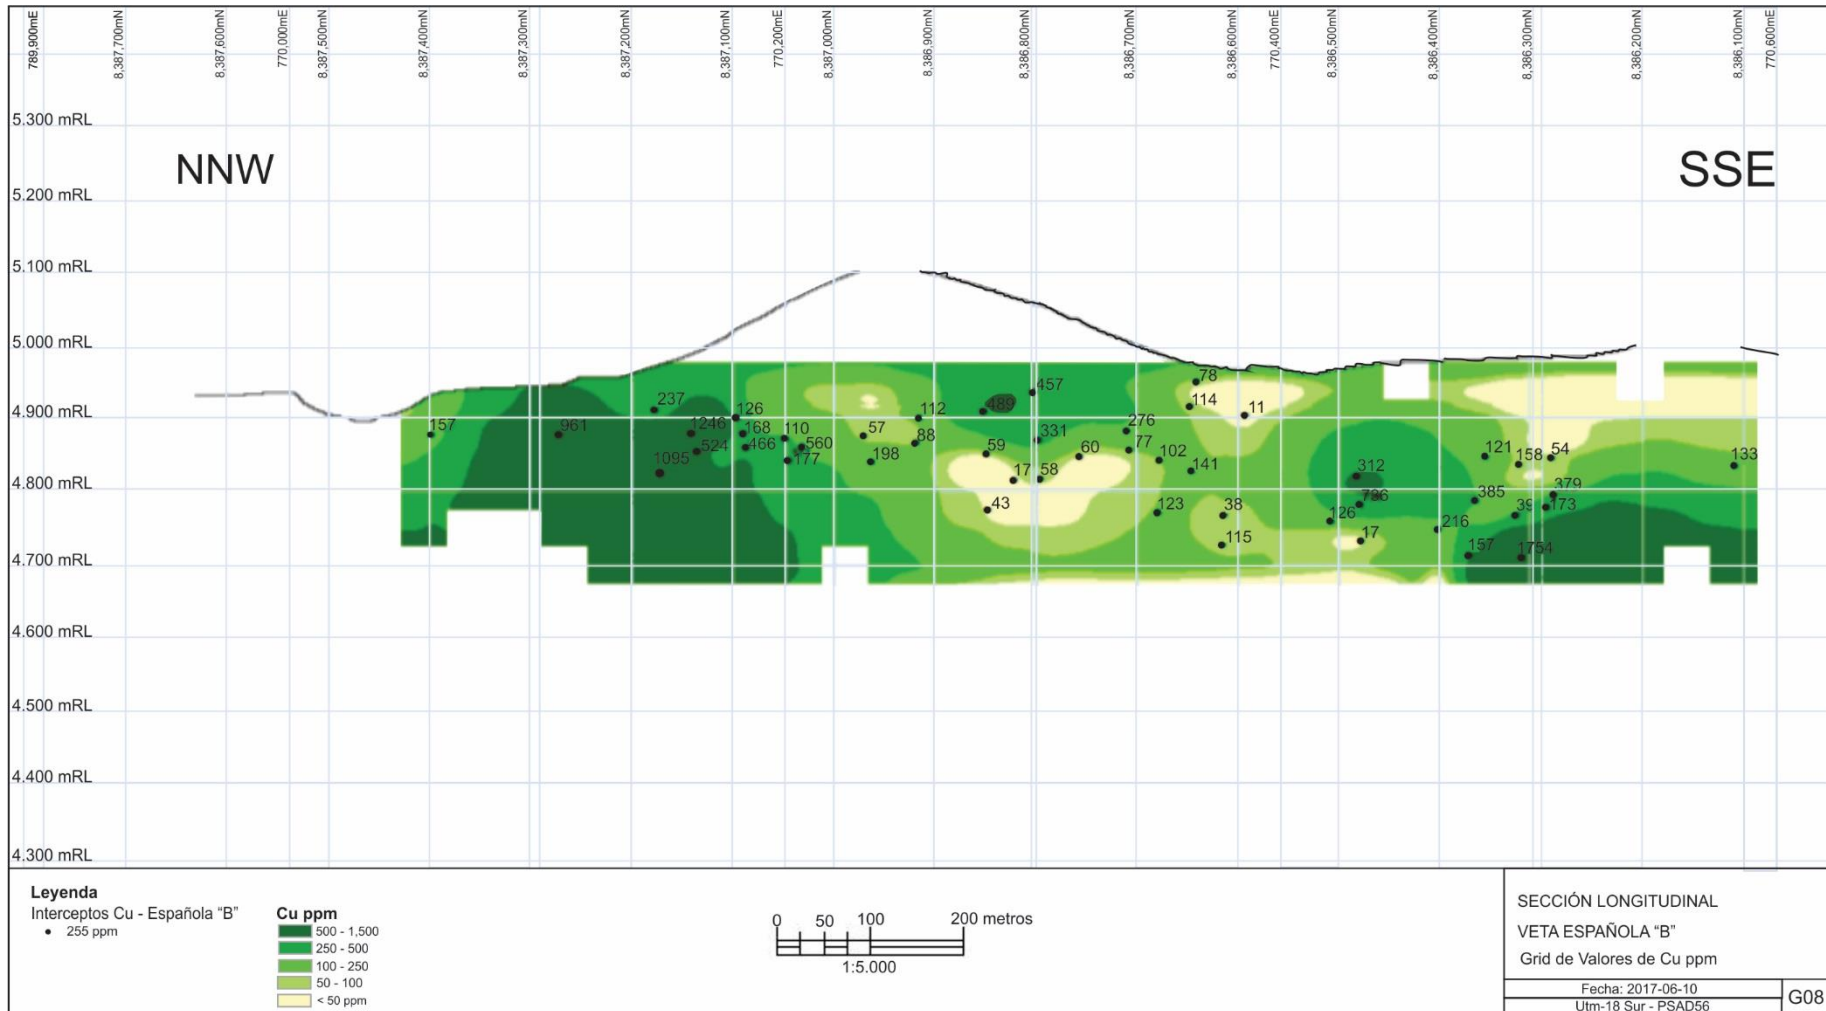 789,900mE
8,387,700mN
8,387,600mN
770,000mE
8,387,500mN
8,387,400mN
8,387,300mN
8,387,200mN
8,387,100mN
770,200mE
8,387,000mN
8,386,900mN
8,386,800mN
8,386,700mN
8,386,600mN
770,400mE
8,386,500mN
8,386,400mN
8,386,300mN
8,386,200mN
8,386,100mN
770,600mE
5.300 mRL
NNW
SSE
5.200 mRL
5.100 mRL
5.000 mRL
4.900 mRL
4.800 mRL
4.700 mRL
4.600 mRL
4.500 mRL
4.400 mRL
4.300 mRL
157
961
237
1246
524
1095
126
168
466
110
560
177
57
198
112
88
489
457
331
59
17
58
43
60
276
77
102
123
78
114
141
11
38
115
312
736
126
17
216
121
158
54
385
39
379
173
157
1754
133
Leyenda
Interceptos Cu - Española “B”
255 ppm
Cu ppm
500 - 1,500
250 - 500
100 - 250
50 - 100
< 50 ppm
0 50 100 200 metros
1:5.000
SECCIÓN LONGITUDINAL
VETA ESPAÑOLA “B”
Grid de Valores de Cu ppm
Fecha: 2017-06-10
Utm-18 Sur - PSAD56
G08